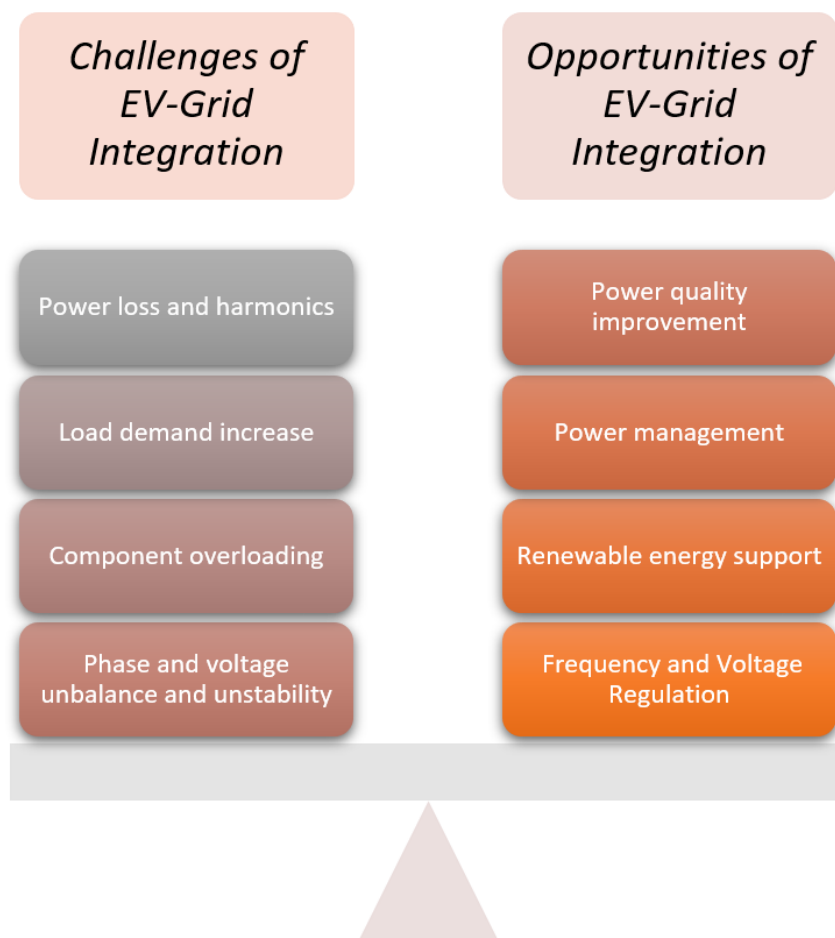 Challenges of
EV-Grid
Integration
Power loss and harmonics
Load demand increase
Component overloading
Phase and voltage
unbalance and unstability
Opportunities of
EV-Grid
Integration
Power quality
improvement
Power management
Renewable energy support
Frequency and Voltage
Regulation